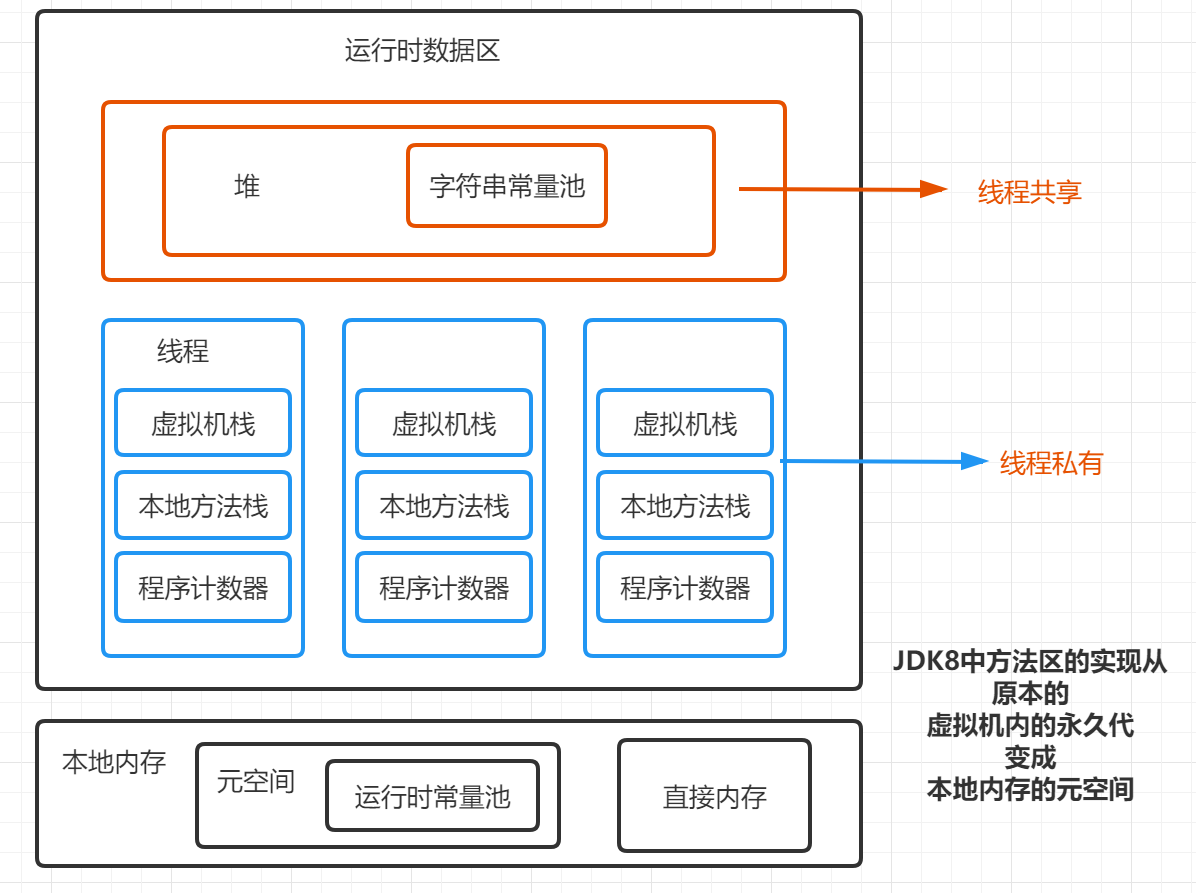 运行时数据区
堆
字符串常量池
线程共享
线程
虚拟机栈
虚拟机栈
虚拟机栈
线程私有
本地方法栈
本地方法栈
本地方法栈
程序计数器
程序计数器
程序计数器
JDK8中方法区的实现从
原本的
虚拟机内的永久代
变成
本地内存的元空间
本地内存
元空间
运行时常量池
直接内存